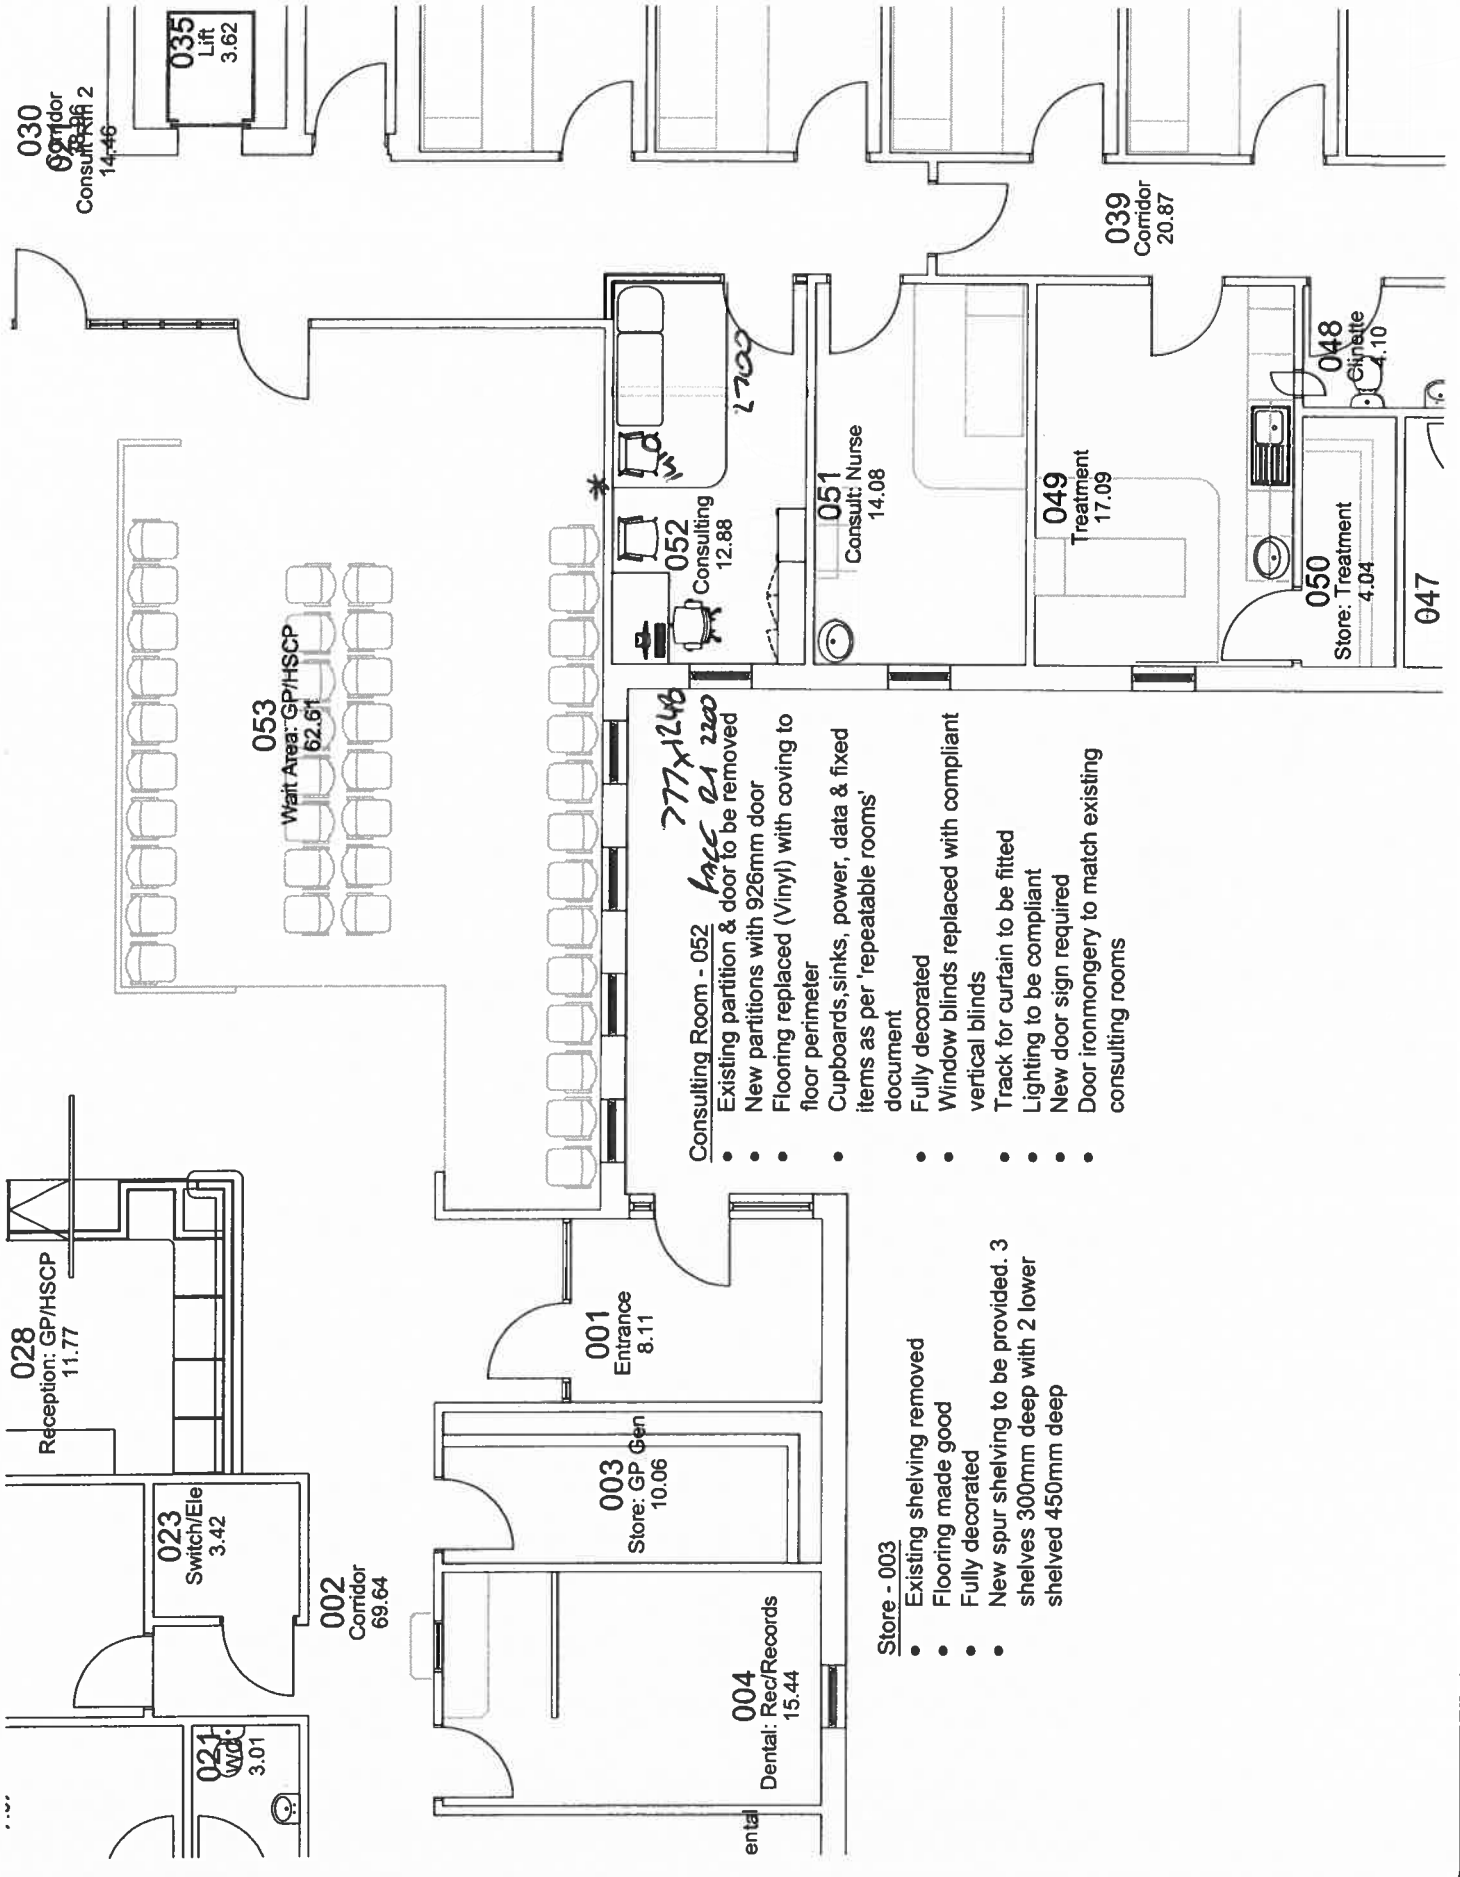 030
Corridor
Consult Rm 2
14.46
035
Lift
3.62
039
Corridor
20.87
053
Wait Area: GP/HSCP
62.61
*
2700
052
Consulting
12.88
051
Consult: Nurse
14.08
049
Treatment
17.09
048
Clinette
4.10
050
Store: Treatment
4.04
047
028
Reception: GP/HSCP
11.77
023
Switch/Ele
3.42
002
Corridor
69.64
021
3.01
001
Entrance
8.11
003
Store: GP Gen
10.06
004
Dental: Rec/Records
15.44
ental
777x1248
2200
Consulting Room - 052
• Existing partition & door to be removed
• New partitions with 926mm door
• Flooring replaced (Vinyl) with coving to
floor perimeter
• Cupboards,sinks, power, data & fixed
items as per 'repeatable rooms'
document
• Fully decorated
• Window blinds replaced with compliant
vertical blinds
• Track for curtain to be fitted
• Lighting to be compliant
• New door sign required
• Door ironmongery to match existing
consulting rooms
Store - 003
• Existing shelving removed
• Flooring made good
• Fully decorated
• New spur shelving to be provided. 3
shelves 300mm deep with 2 lower
shelved 450mm deep